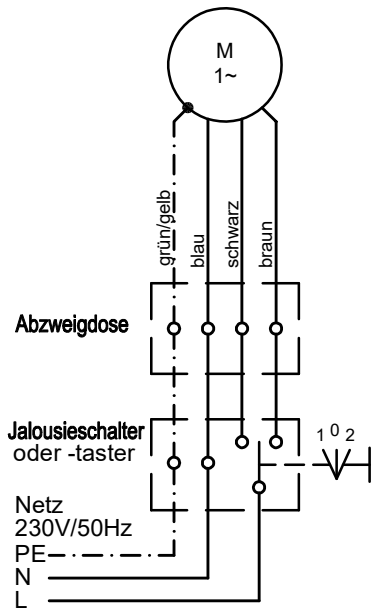 M
1~
grün/gelb
blau
schwarz
braun
Abzweigdose
Jalousieschalter
oder -taster
1 0 2
Netz
230V/50Hz
PE
N
L